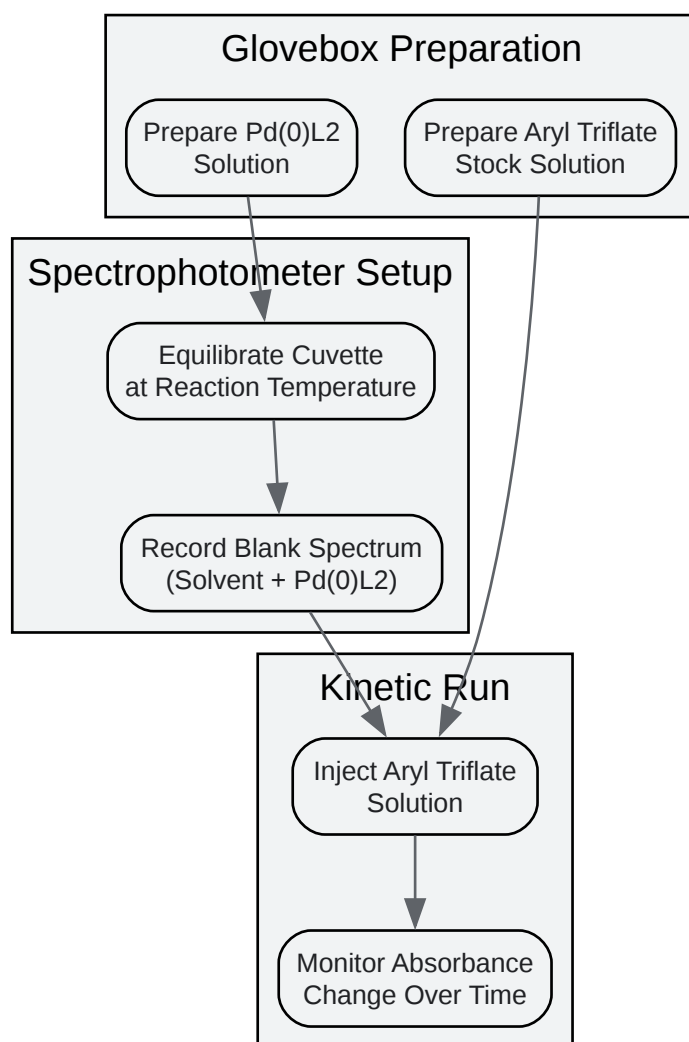 Glovebox Preparation
Prepare Pd(0)L2
Solution
Prepare Aryl Triflate
Stock Solution
Spectrophotometer Setup
Equilibrate Cuvette
at Reaction Temperature
Record Blank Spectrum
(Solvent + Pd(0)L2)
Kinetic Run
Inject Aryl Triflate
Solution
Monitor Absorbance
Change Over Time